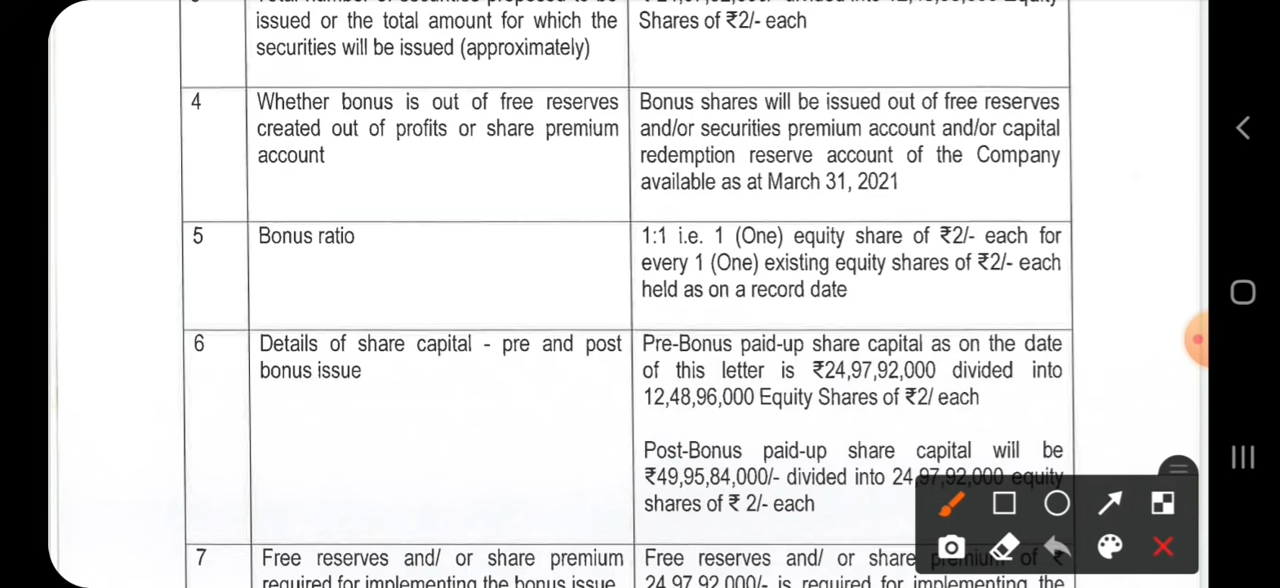 issued or the total amount for which the
securities will be issued (approximately)
Shares of ₹2/- each
4
Whether bonus is out of free reserves
created out of profits or share premium
account
Bonus shares will be issued out of free reserves
and/or securities premium account and/or capital
redemption reserve account of the Company
available as at March 31, 2021
5
Bonus ratio
1:1 i.e. 1 (One) equity share of ₹2/- each for
every 1 (One) existing equity shares of ₹2/- each
held as on a record date
6
Details of share capital - pre and post
bonus issue
Pre-Bonus paid-up share capital as on the date
of this letter is ₹24,97,92,000 divided into
12,48,96,000 Equity Shares of ₹2/ each
Post-Bonus paid-up share capital will be
₹49,95,84,000/- divided into 24,97,92,000 equity
shares of ₹ 2/- each
7
Free reserves and/ or share premium
required for implementing the bonus issue
Free reserves and/ or share premium of ₹
24,97,92,000/- is required for implementing the